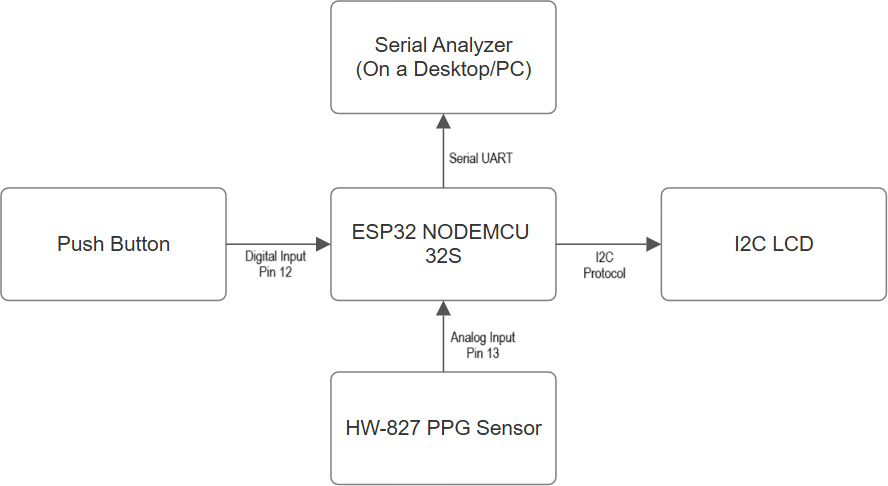 Serial Analyzer
(On a Desktop/PC)
Serial UART
Push Button
Digital Input
Pin 12
ESP32 NODEMCU
32S
I2C
Protocol
I2C LCD
Analog Input
Pin 13
HW-827 PPG Sensor